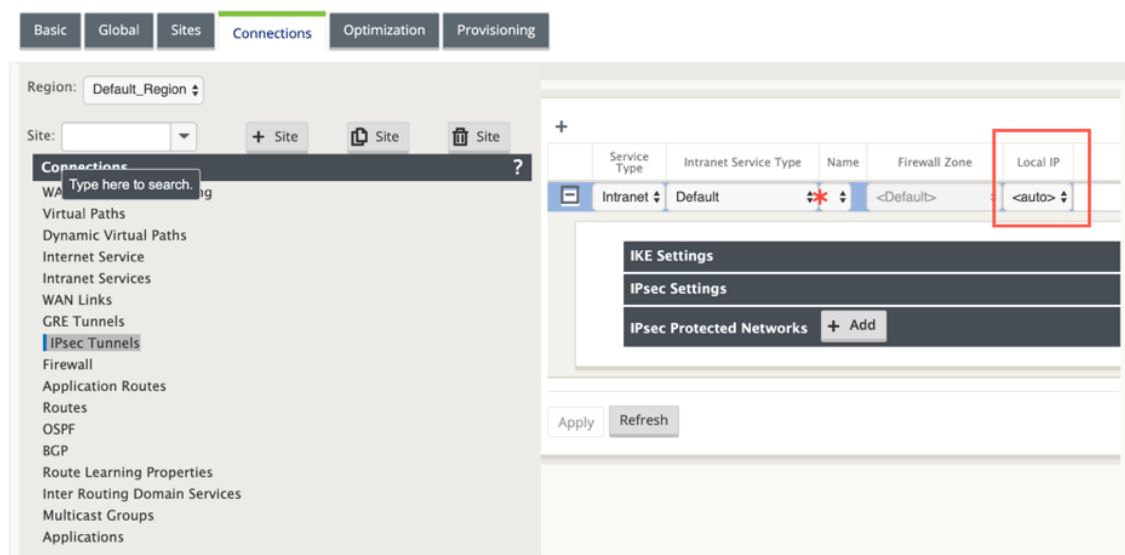 Basic Global Sites Connections Optimization Provisioning
Region: Default_Region
Site:
+ Site Site Site
Connections ?
Type here to search.
WA ng
Virtual Paths
Dynamic Virtual Paths
Internet Service
Intranet Services
WAN Links
GRE Tunnels
IPsec Tunnels
Firewall
Application Routes
Routes
OSPF
BGP
Route Learning Properties
Inter Routing Domain Services
Multicast Groups
Applications
+
Service Type Intranet Service Type Name Firewall Zone Local IP
Intranet Default * <Default> <auto>
IKE Settings
IPsec Settings
IPsec Protected Networks + Add
Apply Refresh